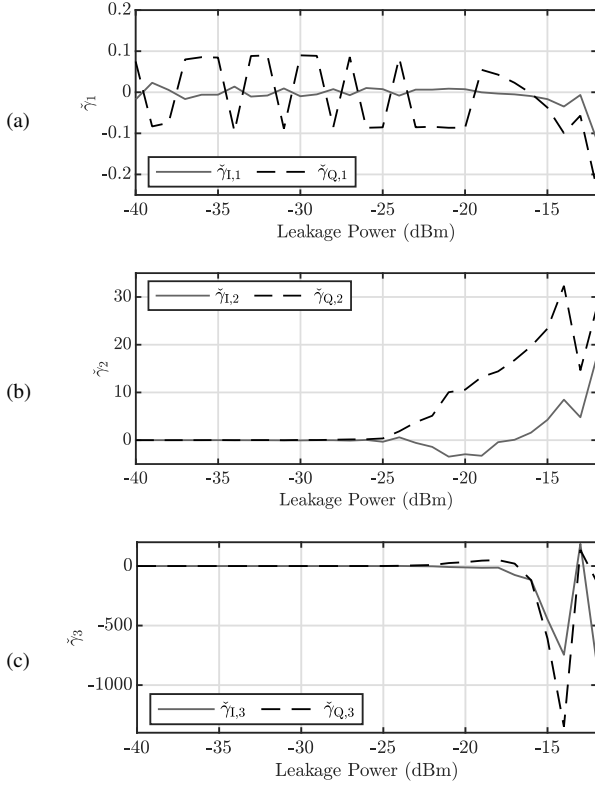 (a)
0.2
0.1
0
-0.1
-0.2
γ̌₁
γ̌I,1 γ̌Q,1
-40 -35 -30 -25 -20 -15
Leakage Power (dBm)
(b)
30
20
10
0
γ̌₂
γ̌I,2 γ̌Q,2
-40 -35 -30 -25 -20 -15
Leakage Power (dBm)
(c)
0
-500
-1000
γ̌₃
γ̌I,3 γ̌Q,3
-40 -35 -30 -25 -20 -15
Leakage Power (dBm)